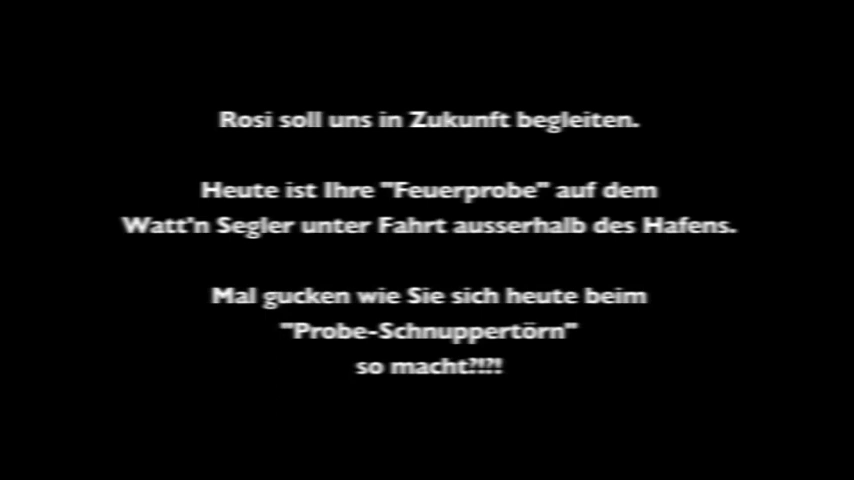 Rosi soll uns in Zukunft begleiten.
Heute ist Ihre "Feuerprobe" auf dem
Watt'n Segler unter Fahrt ausserhalb des Hafens.
Mal gucken wie Sie sich heute beim
"Probe-Schnuppertörn"
so macht?!?!